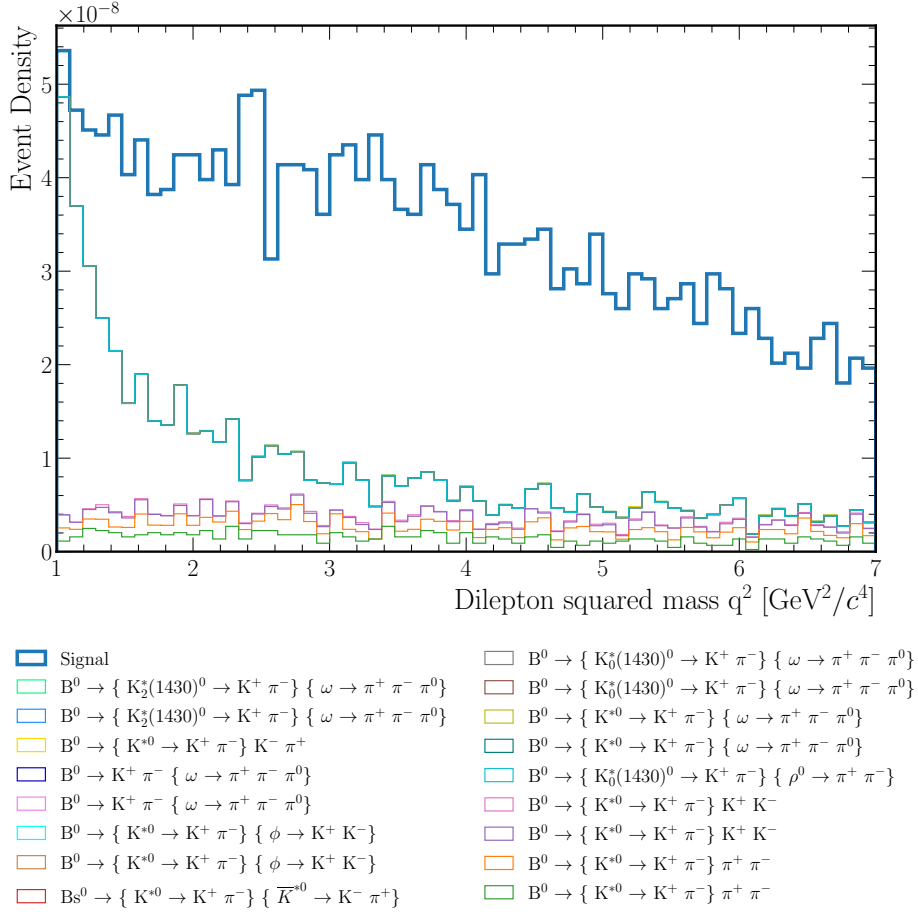 ×10⁻⁸
Event Density
5
4
3
2
1
0
1 2 3 4 5 6 7
Dilepton squared mass q² [GeV²/c⁴]
Signal
B⁰ → { K₂*(1430)⁰ → K⁺ π⁻} { ω → π⁺ π⁻ π⁰}
B⁰ → { K₂*(1430)⁰ → K⁺ π⁻} { ω → π⁺ π⁻ π⁰}
B⁰ → { K*⁰ → K⁺ π⁻} K⁻ π⁺
B⁰ → K⁺ π⁻ { ω → π⁺ π⁻ π⁰}
B⁰ → K⁺ π⁻ { ω → π⁺ π⁻ π⁰}
B⁰ → { K*⁰ → K⁺ π⁻} { ϕ → K⁺ K⁻}
B⁰ → { K*⁰ → K⁺ π⁻} { ϕ → K⁺ K⁻}
Bs⁰ → { K*⁰ → K⁺ π⁻} { K̅*⁰ → K⁻ π⁺}
B⁰ → { K₀*(1430)⁰ → K⁺ π⁻} { ω → π⁺ π⁻ π⁰}
B⁰ → { K₀*(1430)⁰ → K⁺ π⁻} { ω → π⁺ π⁻ π⁰}
B⁰ → { K*⁰ → K⁺ π⁻} { ω → π⁺ π⁻ π⁰}
B⁰ → { K*⁰ → K⁺ π⁻} { ω → π⁺ π⁻ π⁰}
B⁰ → { K₀*(1430)⁰ → K⁺ π⁻} { ρ⁰ → π⁺ π⁻}
B⁰ → { K*⁰ → K⁺ π⁻} K⁺ K⁻
B⁰ → { K*⁰ → K⁺ π⁻} K⁺ K⁻
B⁰ → { K*⁰ → K⁺ π⁻} π⁺ π⁻
B⁰ → { K*⁰ → K⁺ π⁻} π⁺ π⁻